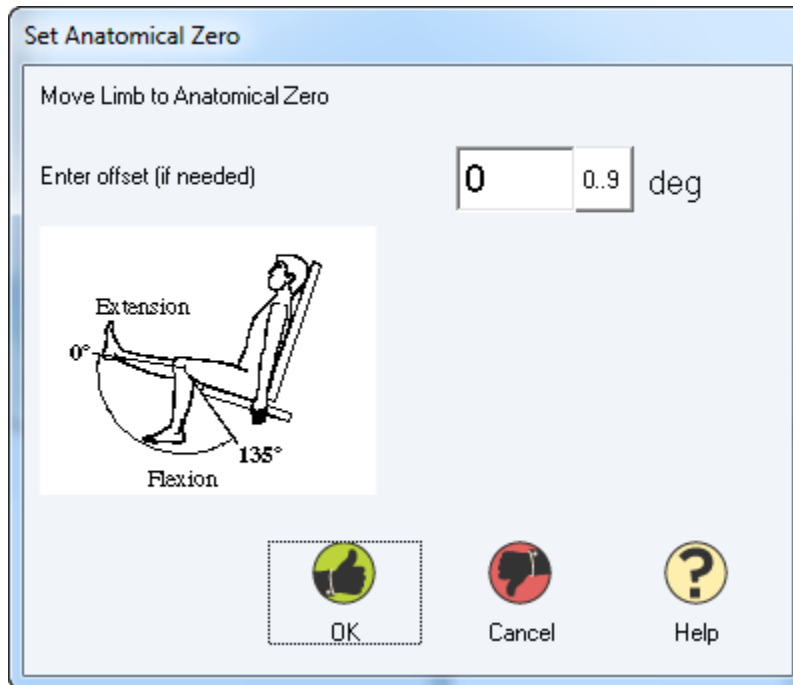 Set Anatomical Zero
Move Limb to Anatomical Zero
Enter offset (if needed)
0
0..9
deg
Extension
0°
135°
Flexion
OK
Cancel
Help